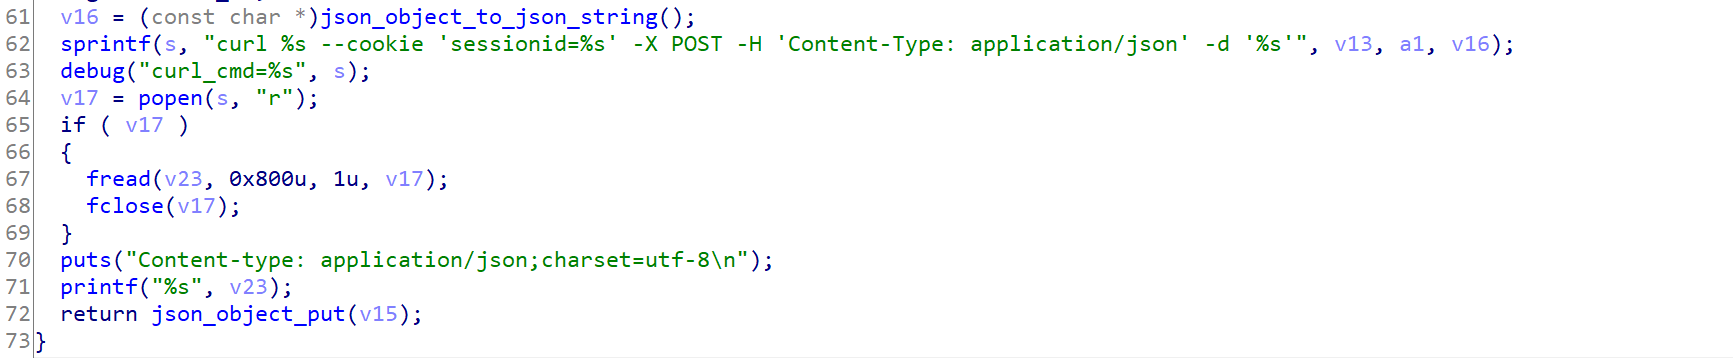 61 v16 = (const char *)json_object_to_json_string();
62 sprintf(s, "curl %s --cookie 'sessionid=%s' -X POST -H 'Content-Type: application/json' -d '%s'", v13, a1, v16);
63 debug("curl_cmd=%s", s);
64 v17 = popen(s, "r");
65 if ( v17 )
66 {
67 fread(v23, 0x800u, 1u, v17);
68 fclose(v17);
69 }
70 puts("Content-type: application/json;charset=utf-8\n");
71 printf("%s", v23);
72 return json_object_put(v15);
73 }